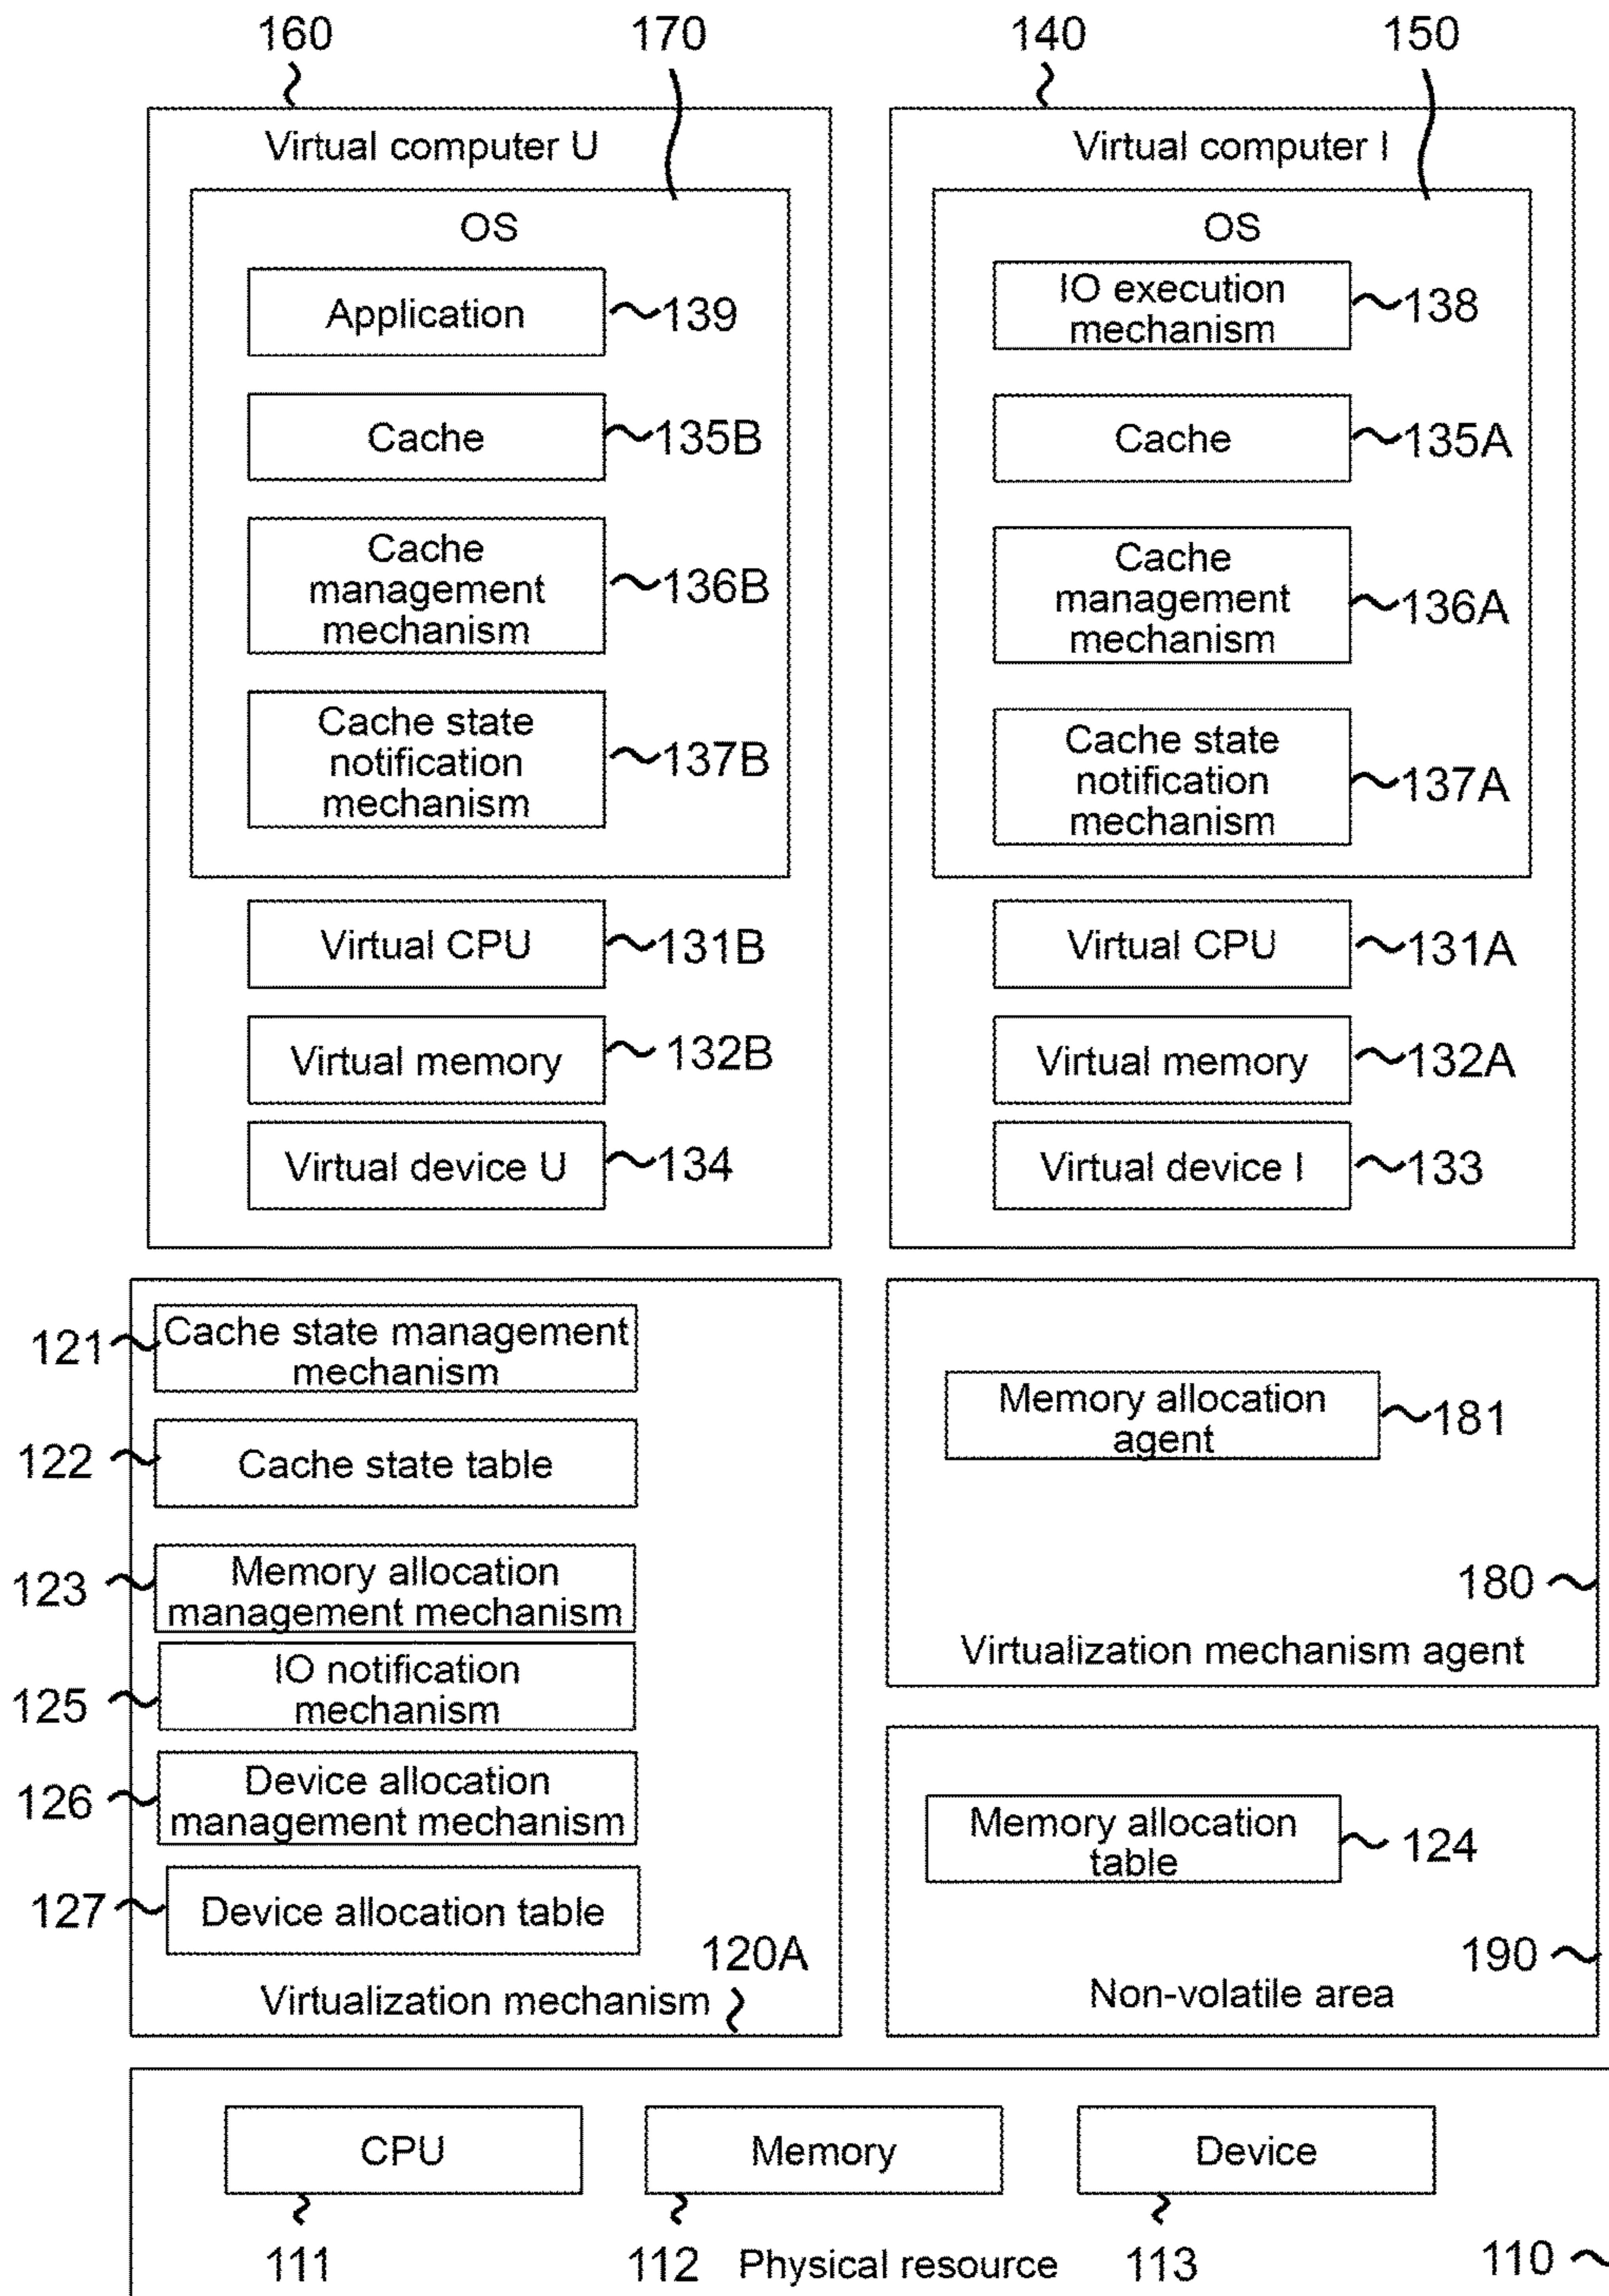 160
170
140
150
Virtual computer U
OS
Application
139
Cache
135B
Cache
management
mechanism
136B
Cache state
notification
mechanism
137B
Virtual CPU
131B
Virtual memory
132B
Virtual device U
134
Virtual computer I
OS
IO execution
mechanism
138
Cache
135A
Cache
management
mechanism
136A
Cache state
notification
mechanism
137A
Virtual CPU
131A
Virtual memory
132A
Virtual device I
133
121
Cache state management
mechanism
122
Cache state table
123
Memory allocation
management mechanism
125
IO notification
mechanism
126
Device allocation
management mechanism
127
Device allocation table
120A
Virtualization mechanism
Memory allocation
agent
181
180
Virtualization mechanism agent
Memory allocation
table
124
190
Non-volatile area
CPU
Memory
Device
111
112
Physical resource
113
110